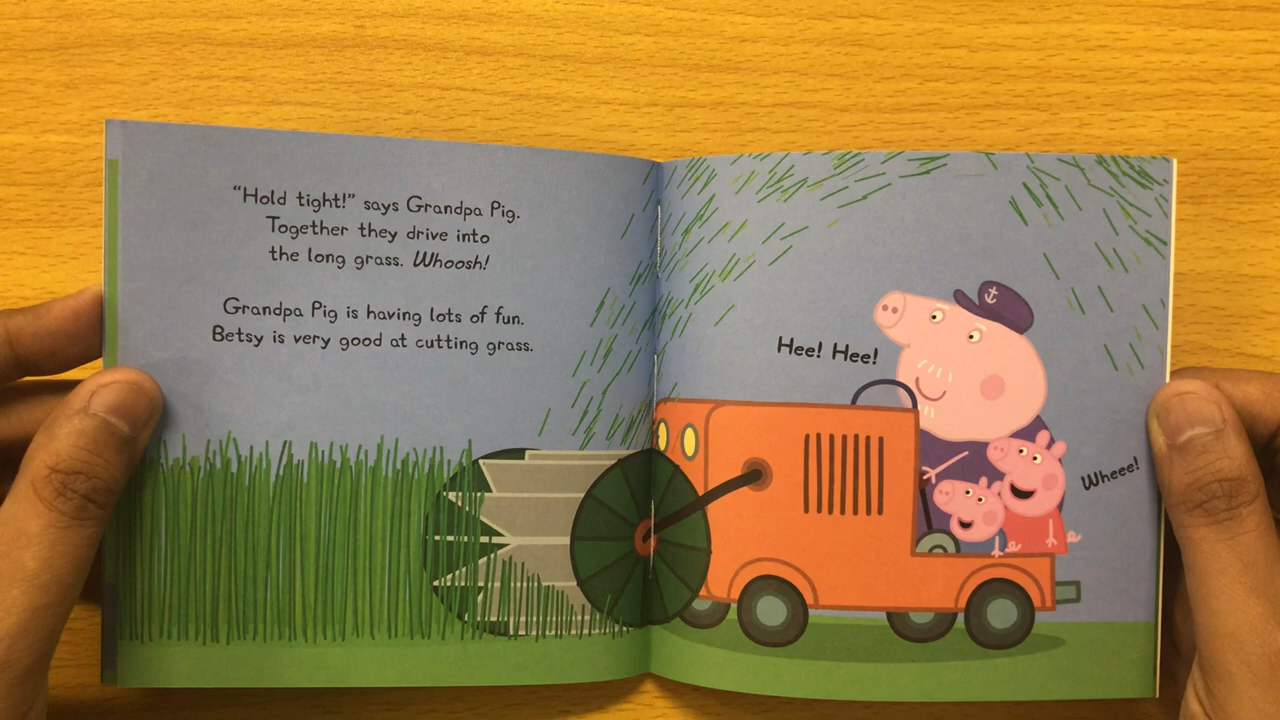 “Hold tight!” says Grandpa Pig.
Together they drive into
the long grass. Whoosh!
Grandpa Pig is having lots of fun.
Betsy is very good at cutting grass.
Hee! Hee!
Wheee!